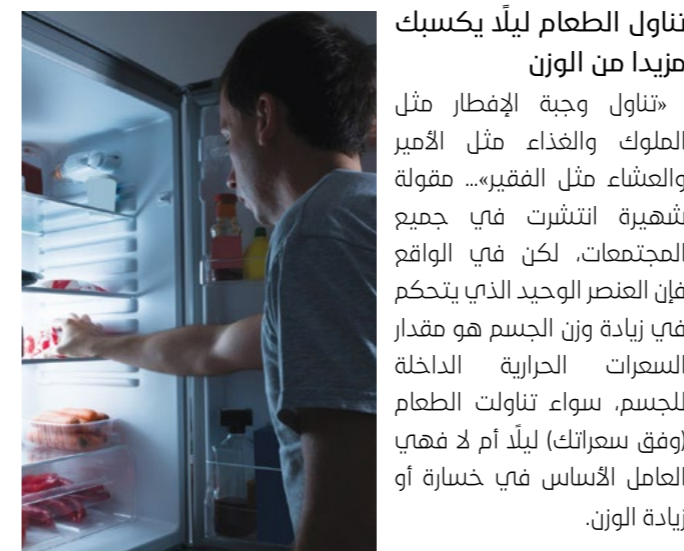 تناول الطعام ليلًا يكسبك
مزيدا من الوزن
«تناول وجبة الإفطار مثل
الملوك والغذاء مثل الأمير
والعشاء مثل الفقير»... مقولة
شهيرة انتشرت في جميع
المجتمعات، لكن في الواقع
فإن العنصر الوحيد الذي يتحكم
في زيادة وزن الجسم هو مقدار
السعرات الحرارية الداخلة
للجسم، سواء تناولت الطعام
(وفق سعراتك) ليلًا أم لا فهي
العامل الأساس في خسارة أو
زيادة الوزن.